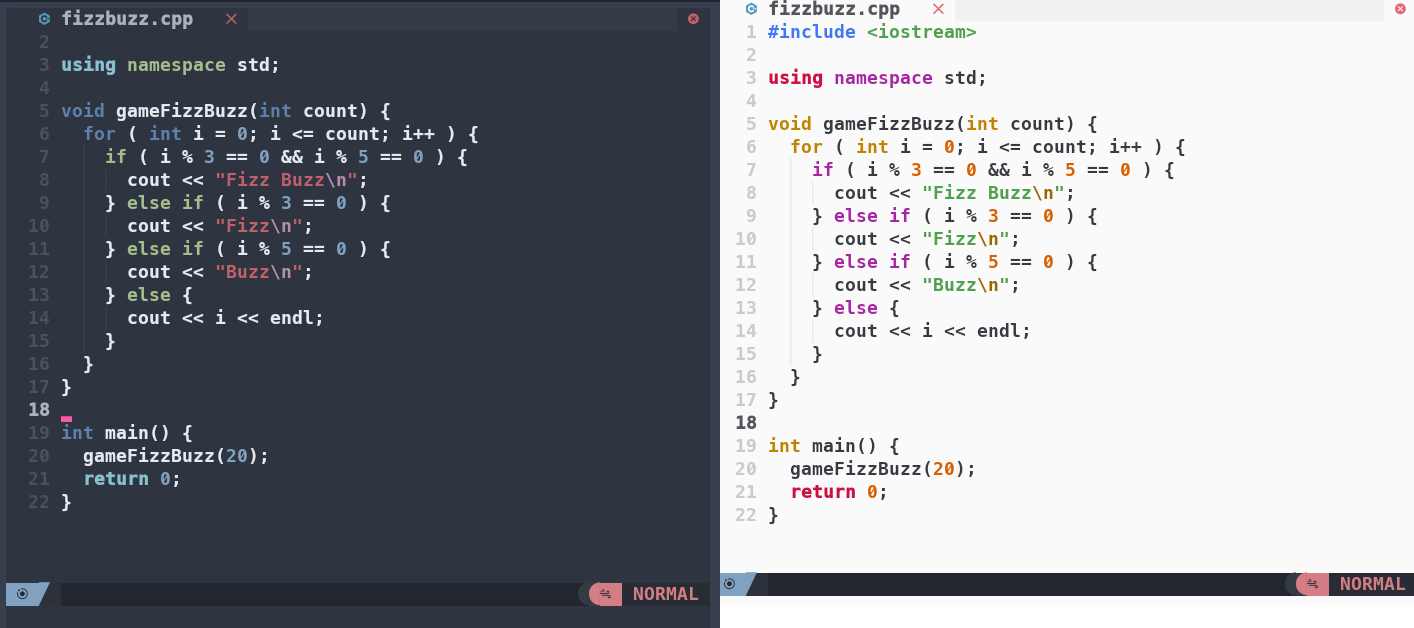 fizzbuzz.cpp
2
3 using namespace std;
4
5 void gameFizzBuzz(int count) {
6   for ( int i = 0; i <= count; i++ ) {
7     if ( i % 3 == 0 && i % 5 == 0 ) {
8       cout << "Fizz Buzz\n";
9     } else if ( i % 3 == 0 ) {
10       cout << "Fizz\n";
11     } else if ( i % 5 == 0 ) {
12       cout << "Buzz\n";
13     } else {
14       cout << i << endl;
15     }
16   }
17 }
18
19 int main() {
20   gameFizzBuzz(20);
21   return 0;
22 }
NORMAL
fizzbuzz.cpp
1 #include <iostream>
2
3 using namespace std;
4
5 void gameFizzBuzz(int count) {
6   for ( int i = 0; i <= count; i++ ) {
7     if ( i % 3 == 0 && i % 5 == 0 ) {
8       cout << "Fizz Buzz\n";
9     } else if ( i % 3 == 0 ) {
10       cout << "Fizz\n";
11     } else if ( i % 5 == 0 ) {
12       cout << "Buzz\n";
13     } else {
14       cout << i << endl;
15     }
16   }
17 }
18
19 int main() {
20   gameFizzBuzz(20);
21   return 0;
22 }
NORMAL